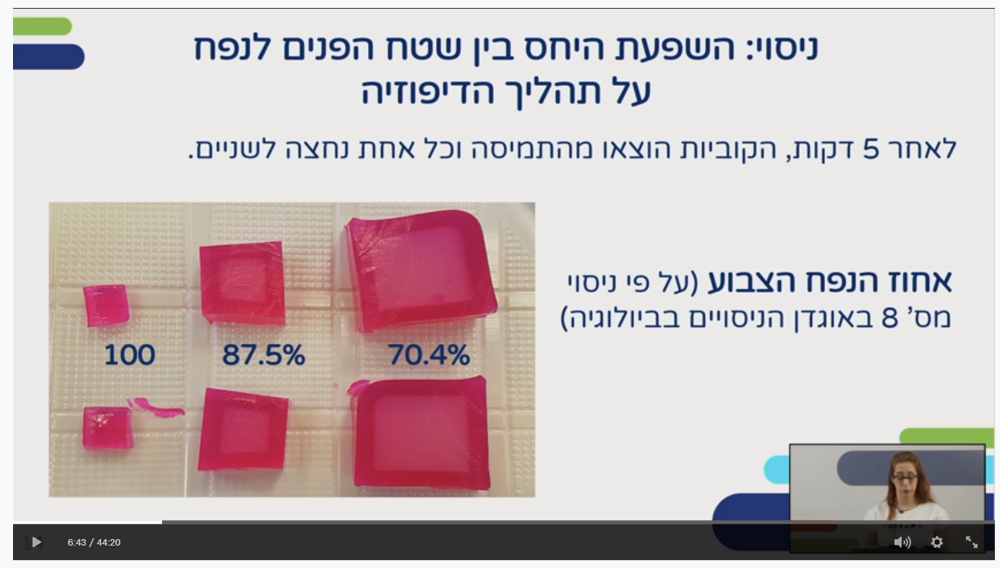 ניסוי: השפעת היחס בין שטח הפנים לנפח
על תהליך הדיפוזיה
לאחר 5 דקות, הקוביות הוצאו מהתמיסה וכל אחת נחצה לשניים.
אחוז הנפח הצבוע (על פי ניסוי
מס' 8 באוגדן הניסויים בביולוגיה)
100 87.5% 70.4%
6:43 / 44:20